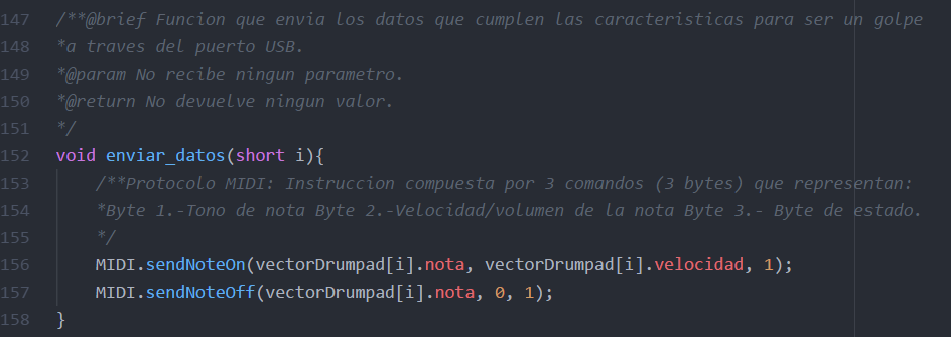 147 /**@brief Funcion que envia los datos que cumplen las caracteristicas para ser un golpe
148 *a traves del puerto USB.
149 *@param No recibe ningun parametro.
150 *@return No devuelve ningun valor.
151 */
152 void enviar_datos(short i){
153 /**Protocolo MIDI: Instruccion compuesta por 3 comandos (3 bytes) que representan:
154 *Byte 1.-Tono de nota Byte 2.-Velocidad/volumen de la nota Byte 3.- Byte de estado.
155 */
156 MIDI.sendNoteOn(vectorDrumpad[i].nota, vectorDrumpad[i].velocidad, 1);
157 MIDI.sendNoteOff(vectorDrumpad[i].nota, 0, 1);
158 }